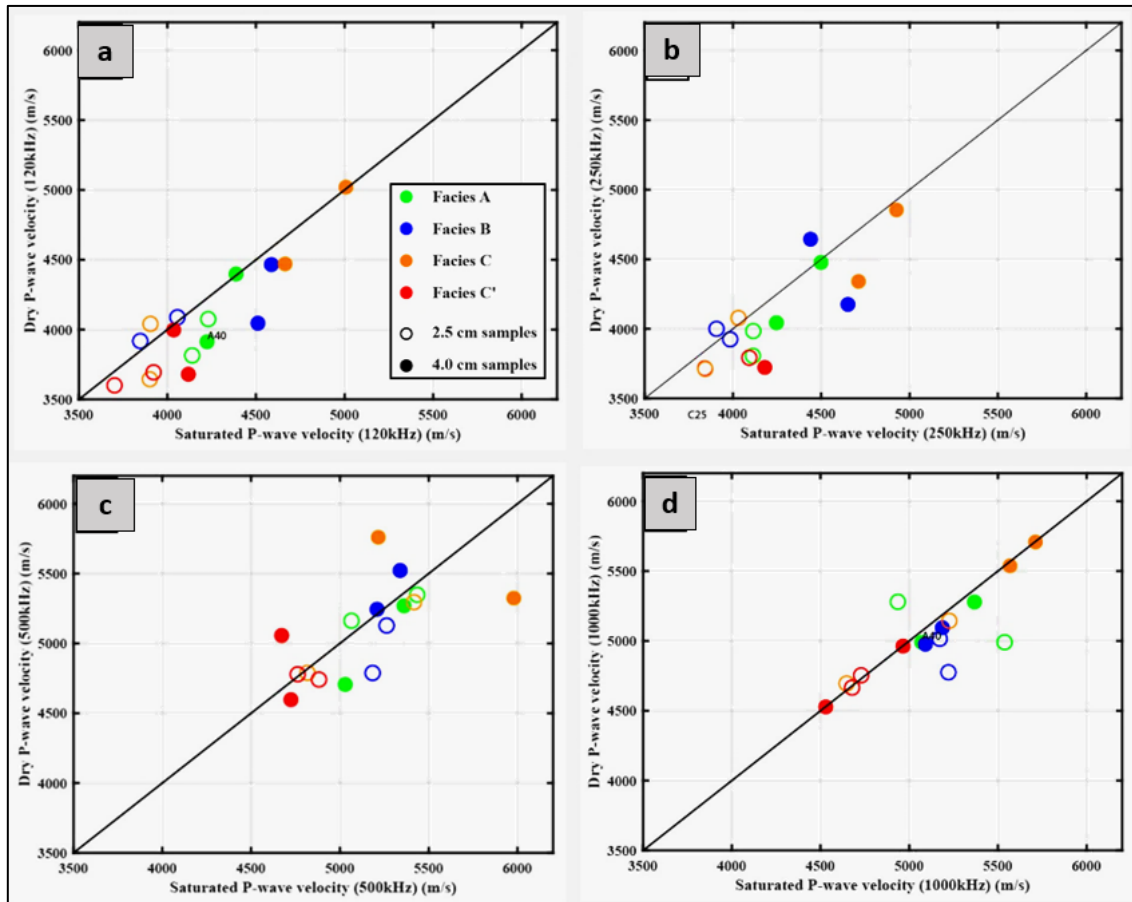 a
Dry P-wave velocity (120kHz) (m/s)
6000
5500
5000
4500
4000
3500
A40
Facies A
Facies B
Facies C
Facies C'
2.5 cm samples
4.0 cm samples
3500 4000 4500 5000 5500 6000
Saturated P-wave velocity (120kHz) (m/s)
b
Dry P-wave velocity (250kHz) (m/s)
6000
5500
5000
4500
4000
3500
3500 C25 4000 4500 5000 5500 6000
Saturated P-wave velocity (250kHz) (m/s)
c
Dry P-wave velocity (500kHz) (m/s)
6000
5500
5000
4500
4000
3500
3500 4000 4500 5000 5500 6000
Saturated P-wave velocity (500kHz) (m/s)
d
Dry P-wave velocity (1000kHz) (m/s)
6000
5500
5000
4500
4000
3500
A40
3500 4000 4500 5000 5500 6000
Saturated P-wave velocity (1000kHz) (m/s)